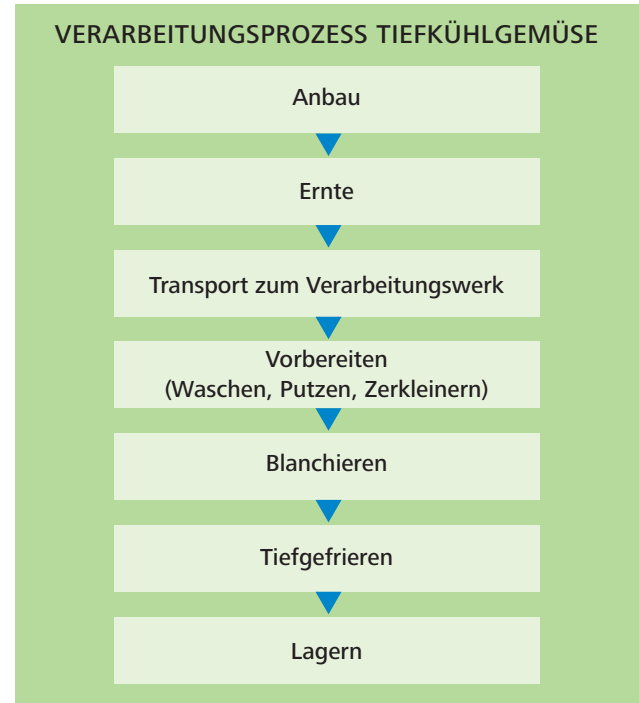 VERARBEITUNGSPROZESS TIEFKÜHLGEMÜSE
Anbau
Ernte
Transport zum Verarbeitungswerk
Vorbereiten
(Waschen, Putzen, Zerkleinern)
Blanchieren
Tiefgefrieren
Lagern